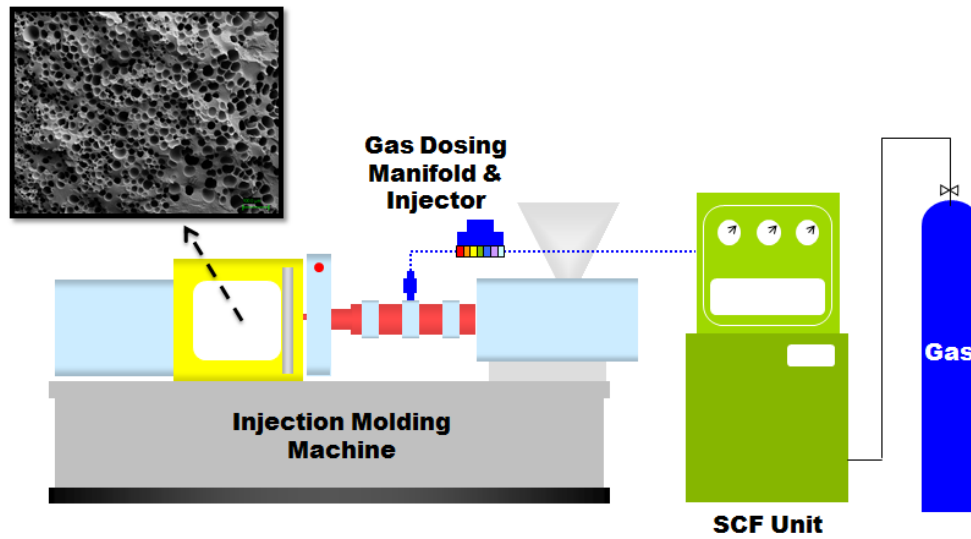 Gas Dosing
Manifold &
Injector
Gas
Injection Molding
Machine
SCF Unit